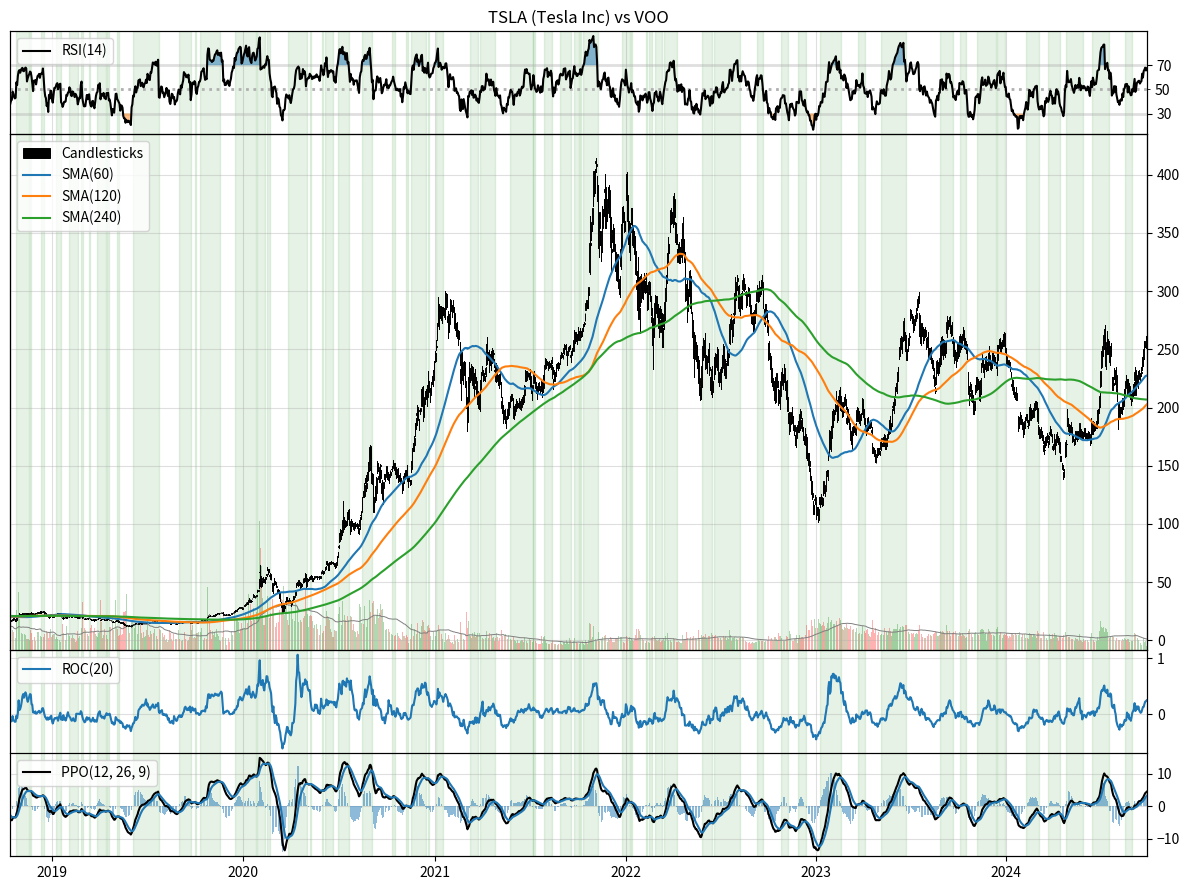 TSLA (Tesla Inc) vs VOO
RSI(14)
70
50
30
Candlesticks
SMA(60)
SMA(120)
SMA(240)
400
350
300
250
200
150
100
50
0
ROC(20)
1
0
PPO(12, 26, 9)
10
0
−10
2019 2020 2021 2022 2023 2024